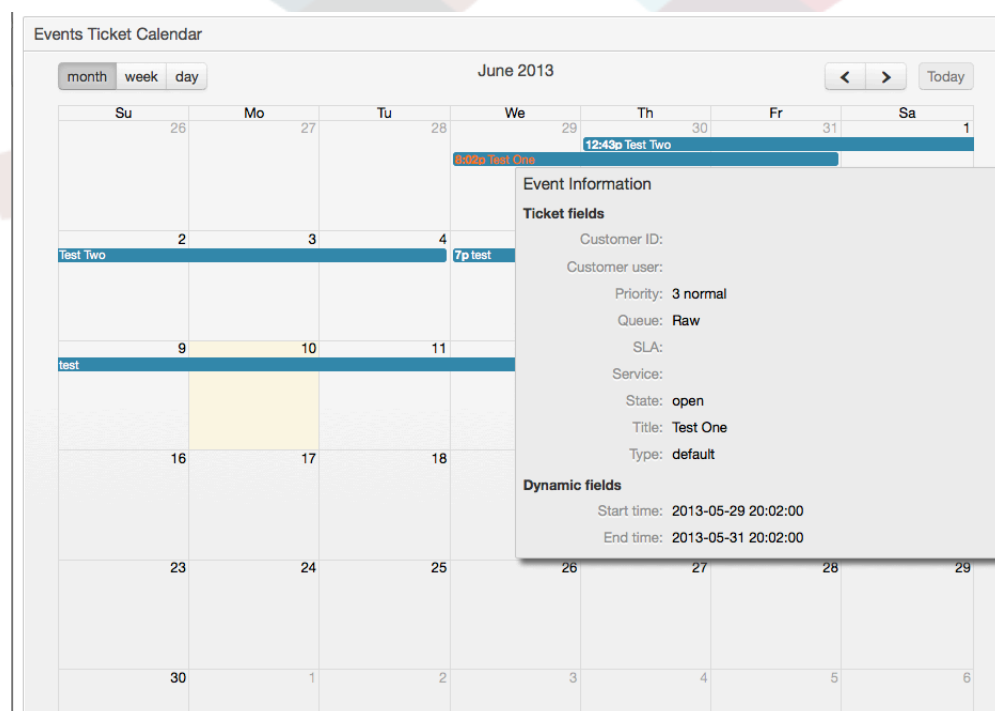 Events Ticket Calendar
month week day June 2013 Today
Su Mo Tu We Th Fr Sa
26 27 28 29 30 31 1
12:43p Test Two
8:02p Test One
Event Information
Ticket fields
Customer ID:
Customer user:
Priority: 3 normal
Queue: Raw
SLA:
Service:
State: open
Title: Test One
Type: default
Dynamic fields
Start time: 2013-05-29 20:02:00
End time: 2013-05-31 20:02:00
2 3 4
Test Two 7p test
9 10 11
test
16 17 18
23 24 25 26 27 28 29
30 1 2 3 4 5 6